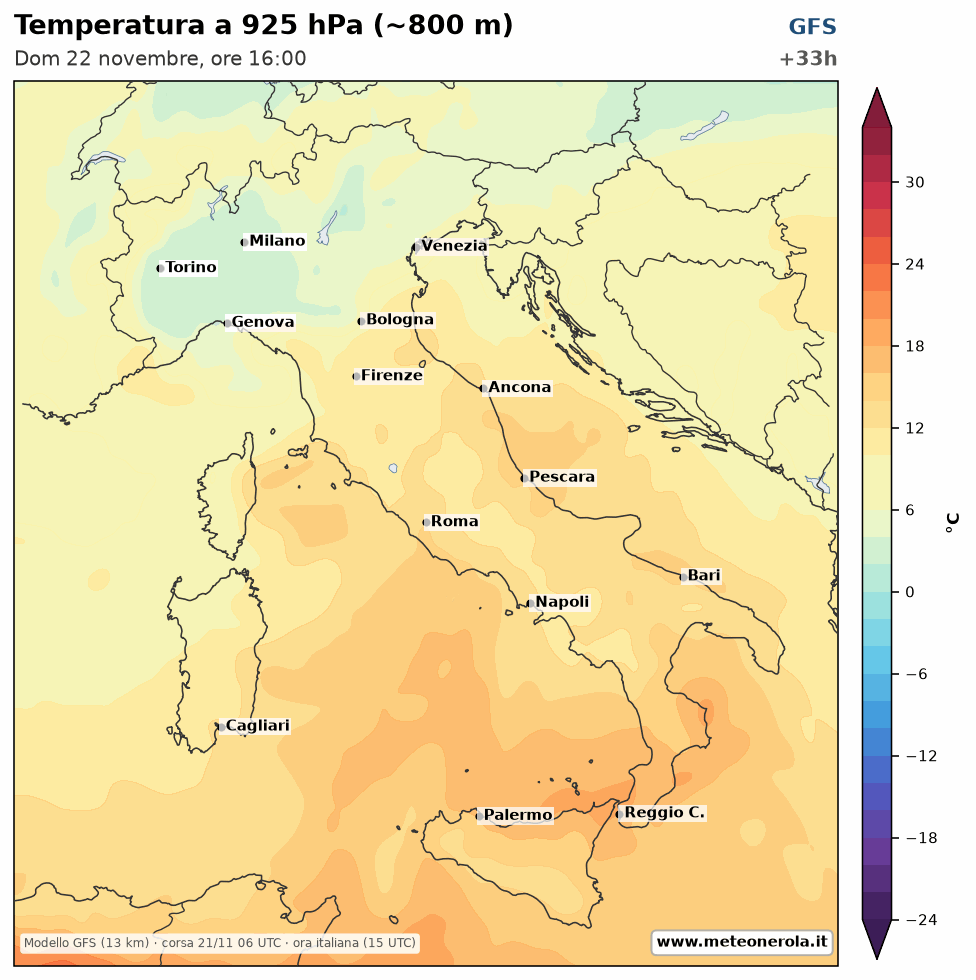 Temperatura a 925 hPa (~800 m)
GFS
Dom 22 novembre, ore 16:00
+33h
Milano
Venezia
Torino
Bologna
Genova
Firenze
Ancona
Pescara
Roma
Bari
Napoli
Cagliari
Palermo
Reggio C.
30
24
18
12
6
0
−6
−12
−18
−24
°C
Modello GFS (13 km) · corsa 21/11 06 UTC · ora italiana (15 UTC)
www.meteonerola.it